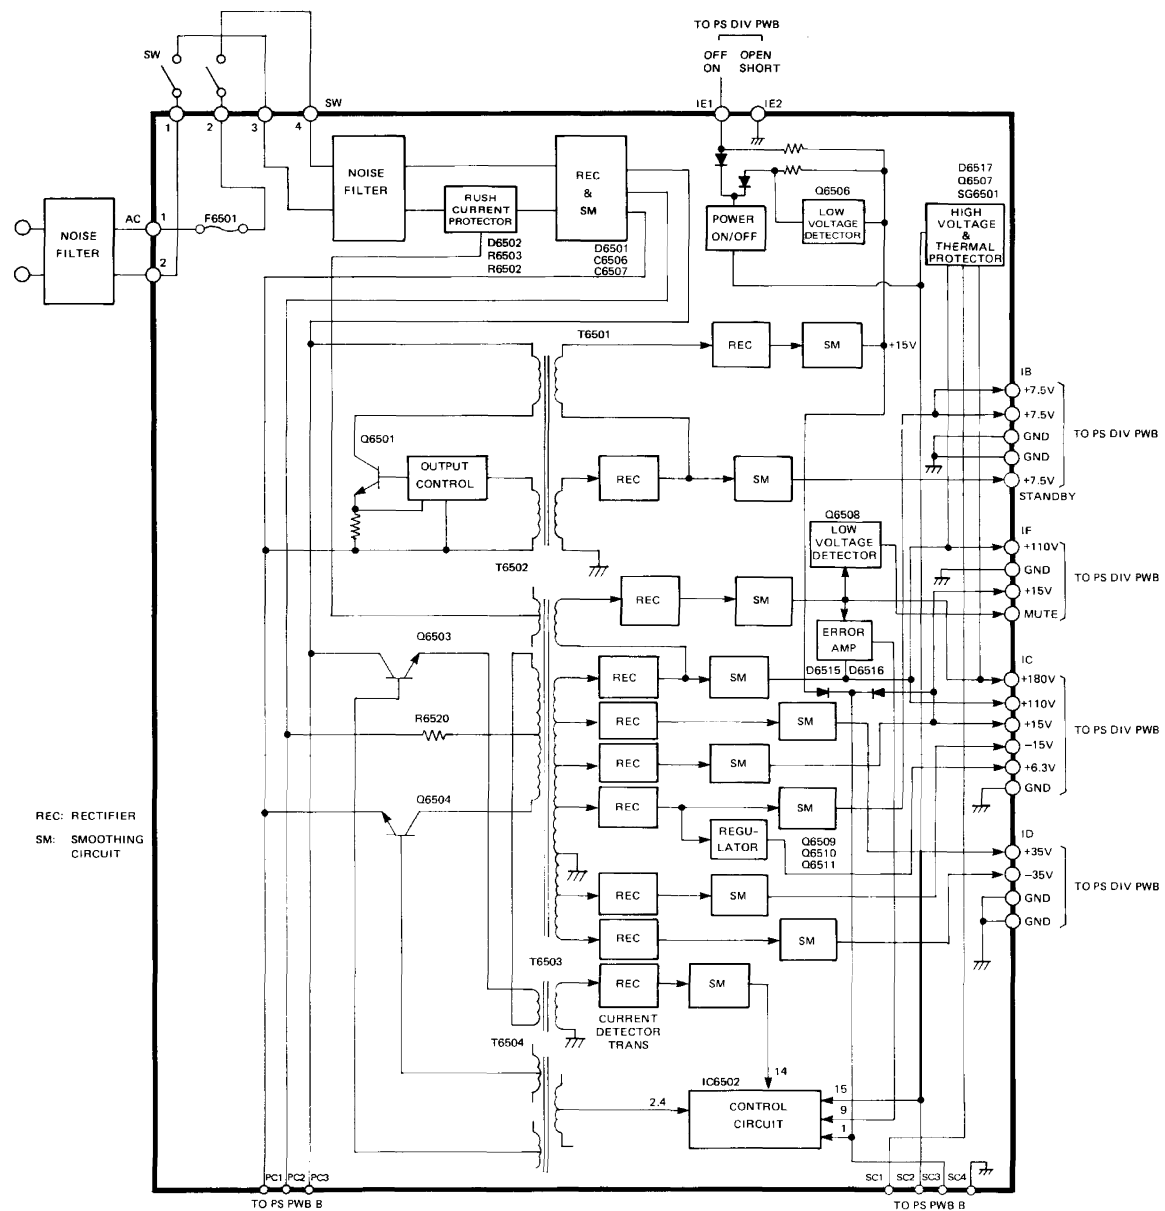 TO PS DIV PWB
OFF OPEN
ON SHORT
SW
SW
IE1
IE2
1
2
3
4
NOISE
FILTER
AC
1
2
F6501
NOISE
FILTER
RUSH
CURRENT
PROTECTOR
D6502
R6503
R6502
REC
&
SM
D6501
C6506
C6507
POWER
ON/OFF
Q6506
LOW
VOLTAGE
DETECTOR
D6517
Q6507
SG6501
HIGH
VOLTAGE
&
THERMAL
PROTECTOR
T6501
REC
SM
+15V
Q6501
OUTPUT
CONTROL
REC
SM
IB
+7.5V
+7.5V
GND
GND
+7.5V
STANDBY
TO PS DIV PWB
Q6508
LOW
VOLTAGE
DETECTOR
IF
+110V
GND
+15V
MUTE
TO PS DIV PWB
T6502
REC
SM
ERROR
AMP
D6515
D6516
Q6503
REC
SM
R6520
REC
SM
REC
SM
IC
+180V
+110V
+15V
−15V
+6.3V
GND
TO PS DIV PWB
Q6504
REC
SM
REGU-
LATOR
Q6509
Q6510
Q6511
REC: RECTIFIER
SM: SMOOTHING
CIRCUIT
ID
+35V
−35V
GND
GND
TO PS DIV PWB
REC
SM
REC
SM
T6503
REC
SM
CURRENT
DETECTOR
TRANS
T6504
14
IC6502
2.4
CONTROL
CIRCUIT
15
9
1
PC1
PC2
PC3
TO PS PWB B
SC1
SC2
SC3
SC4
TO PS PWB B